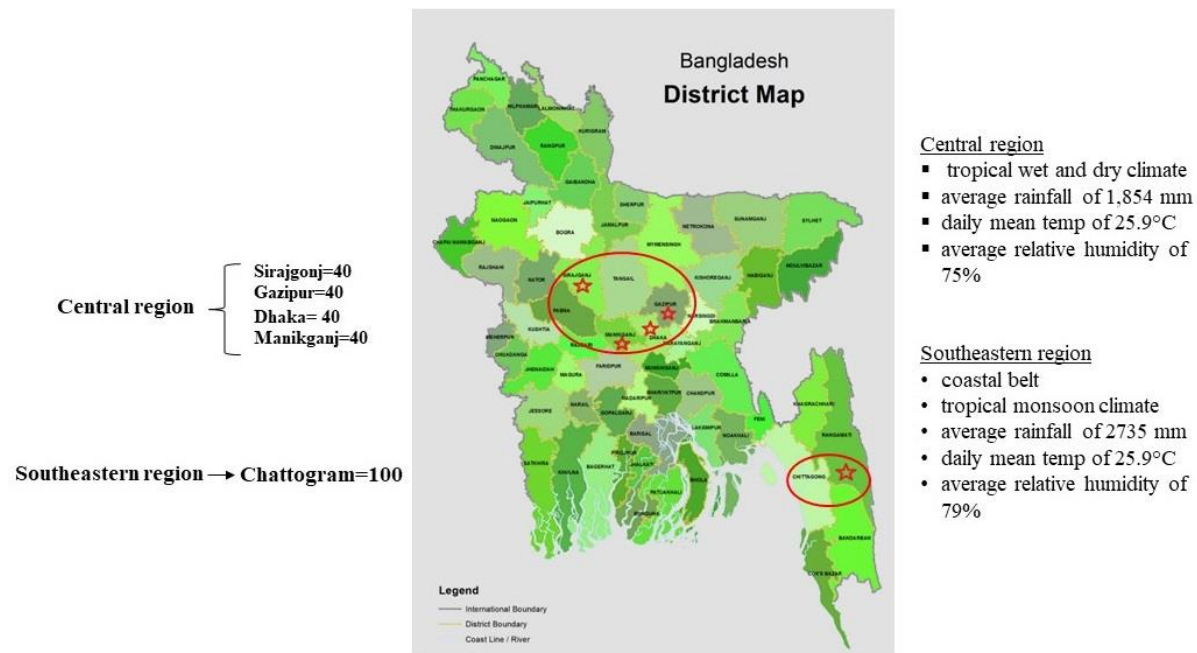 Bangladesh
District Map
PANCHAGAR
THAKURGAON
NILPHAMARI
LALMONIRHAT
KURIGRAM
DINAJPUR
RANGPUR
GAIBANDHA
JAIPURHAT
NAOGAON
BOGRA
SHERPUR
JAMALPUR
MYMENSINGH
NETROKONA
SUNAMGANJ
SYLHET
CHAPAI NAWABGANJ
RAJSHAHI
NATOR
SIRAJGANJ
TANGAIL
KISHOREGANJ
HABIGANJ
MOULVIBAZAR
PABNA
GAZIPUR
NARSINGDI
BRAHMANBARIA
KUSHTIA
MANIKGANJ
DHAKA
NARAYANGANJ
MEHERPUR
CHUADANGA
RAJBARI
JHENAIDAH
MAGURA
FARIDPUR
MUNSHIGANJ
COMILLA
JESSORE
NARAIL
GOPALGANJ
MADARIPUR
SHARIYATPUR
CHANDPUR
FENI
KHAGRACHHARI
RANGAMATI
SATKHIRA
KHULNA
BAGERHAT
PIROJPUR
BARISAL
JHALKATI
LAKSHMIPUR
NOAKHALI
BHOLA
PATUAKHALI
BORGUNA
CHITTAGONG
BANDARBAN
COX'S BAZAR
Legend
International Boundary
District Boundary
Coast Line / River
Central region
Sirajgonj=40
Gazipur=40
Dhaka= 40
Manikganj=40
Southeastern region → Chattogram=100
Central region
▪ tropical wet and dry climate
▪ average rainfall of 1,854 mm
▪ daily mean temp of 25.9°C
▪ average relative humidity of
75%
Southeastern region
• coastal belt
• tropical monsoon climate
• average rainfall of 2735 mm
• daily mean temp of 25.9°C
• average relative humidity of
79%